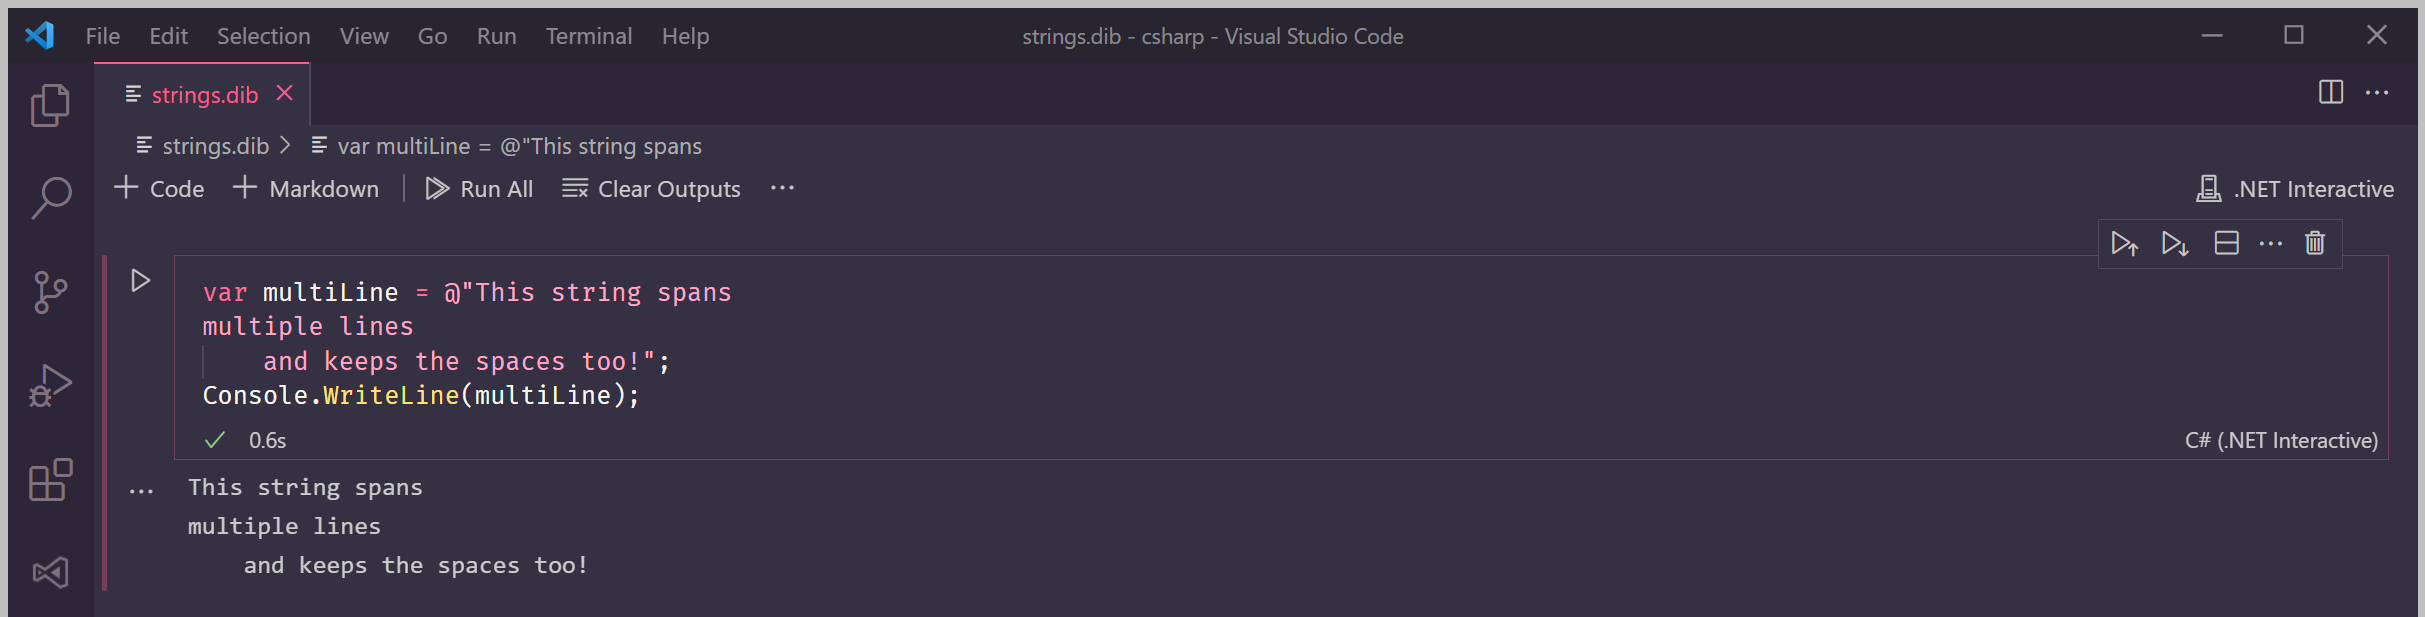 File Edit Selection View Go Run Terminal Help strings.dib - csharp - Visual Studio Code
strings.dib
strings.dib > var multiLine = @"This string spans
+ Code + Markdown Run All Clear Outputs ... .NET Interactive
var multiLine = @"This string spans
multiple lines
    and keeps the spaces too!";
Console.WriteLine(multiLine);
0.6s C# (.NET Interactive)
This string spans
multiple lines
    and keeps the spaces too!